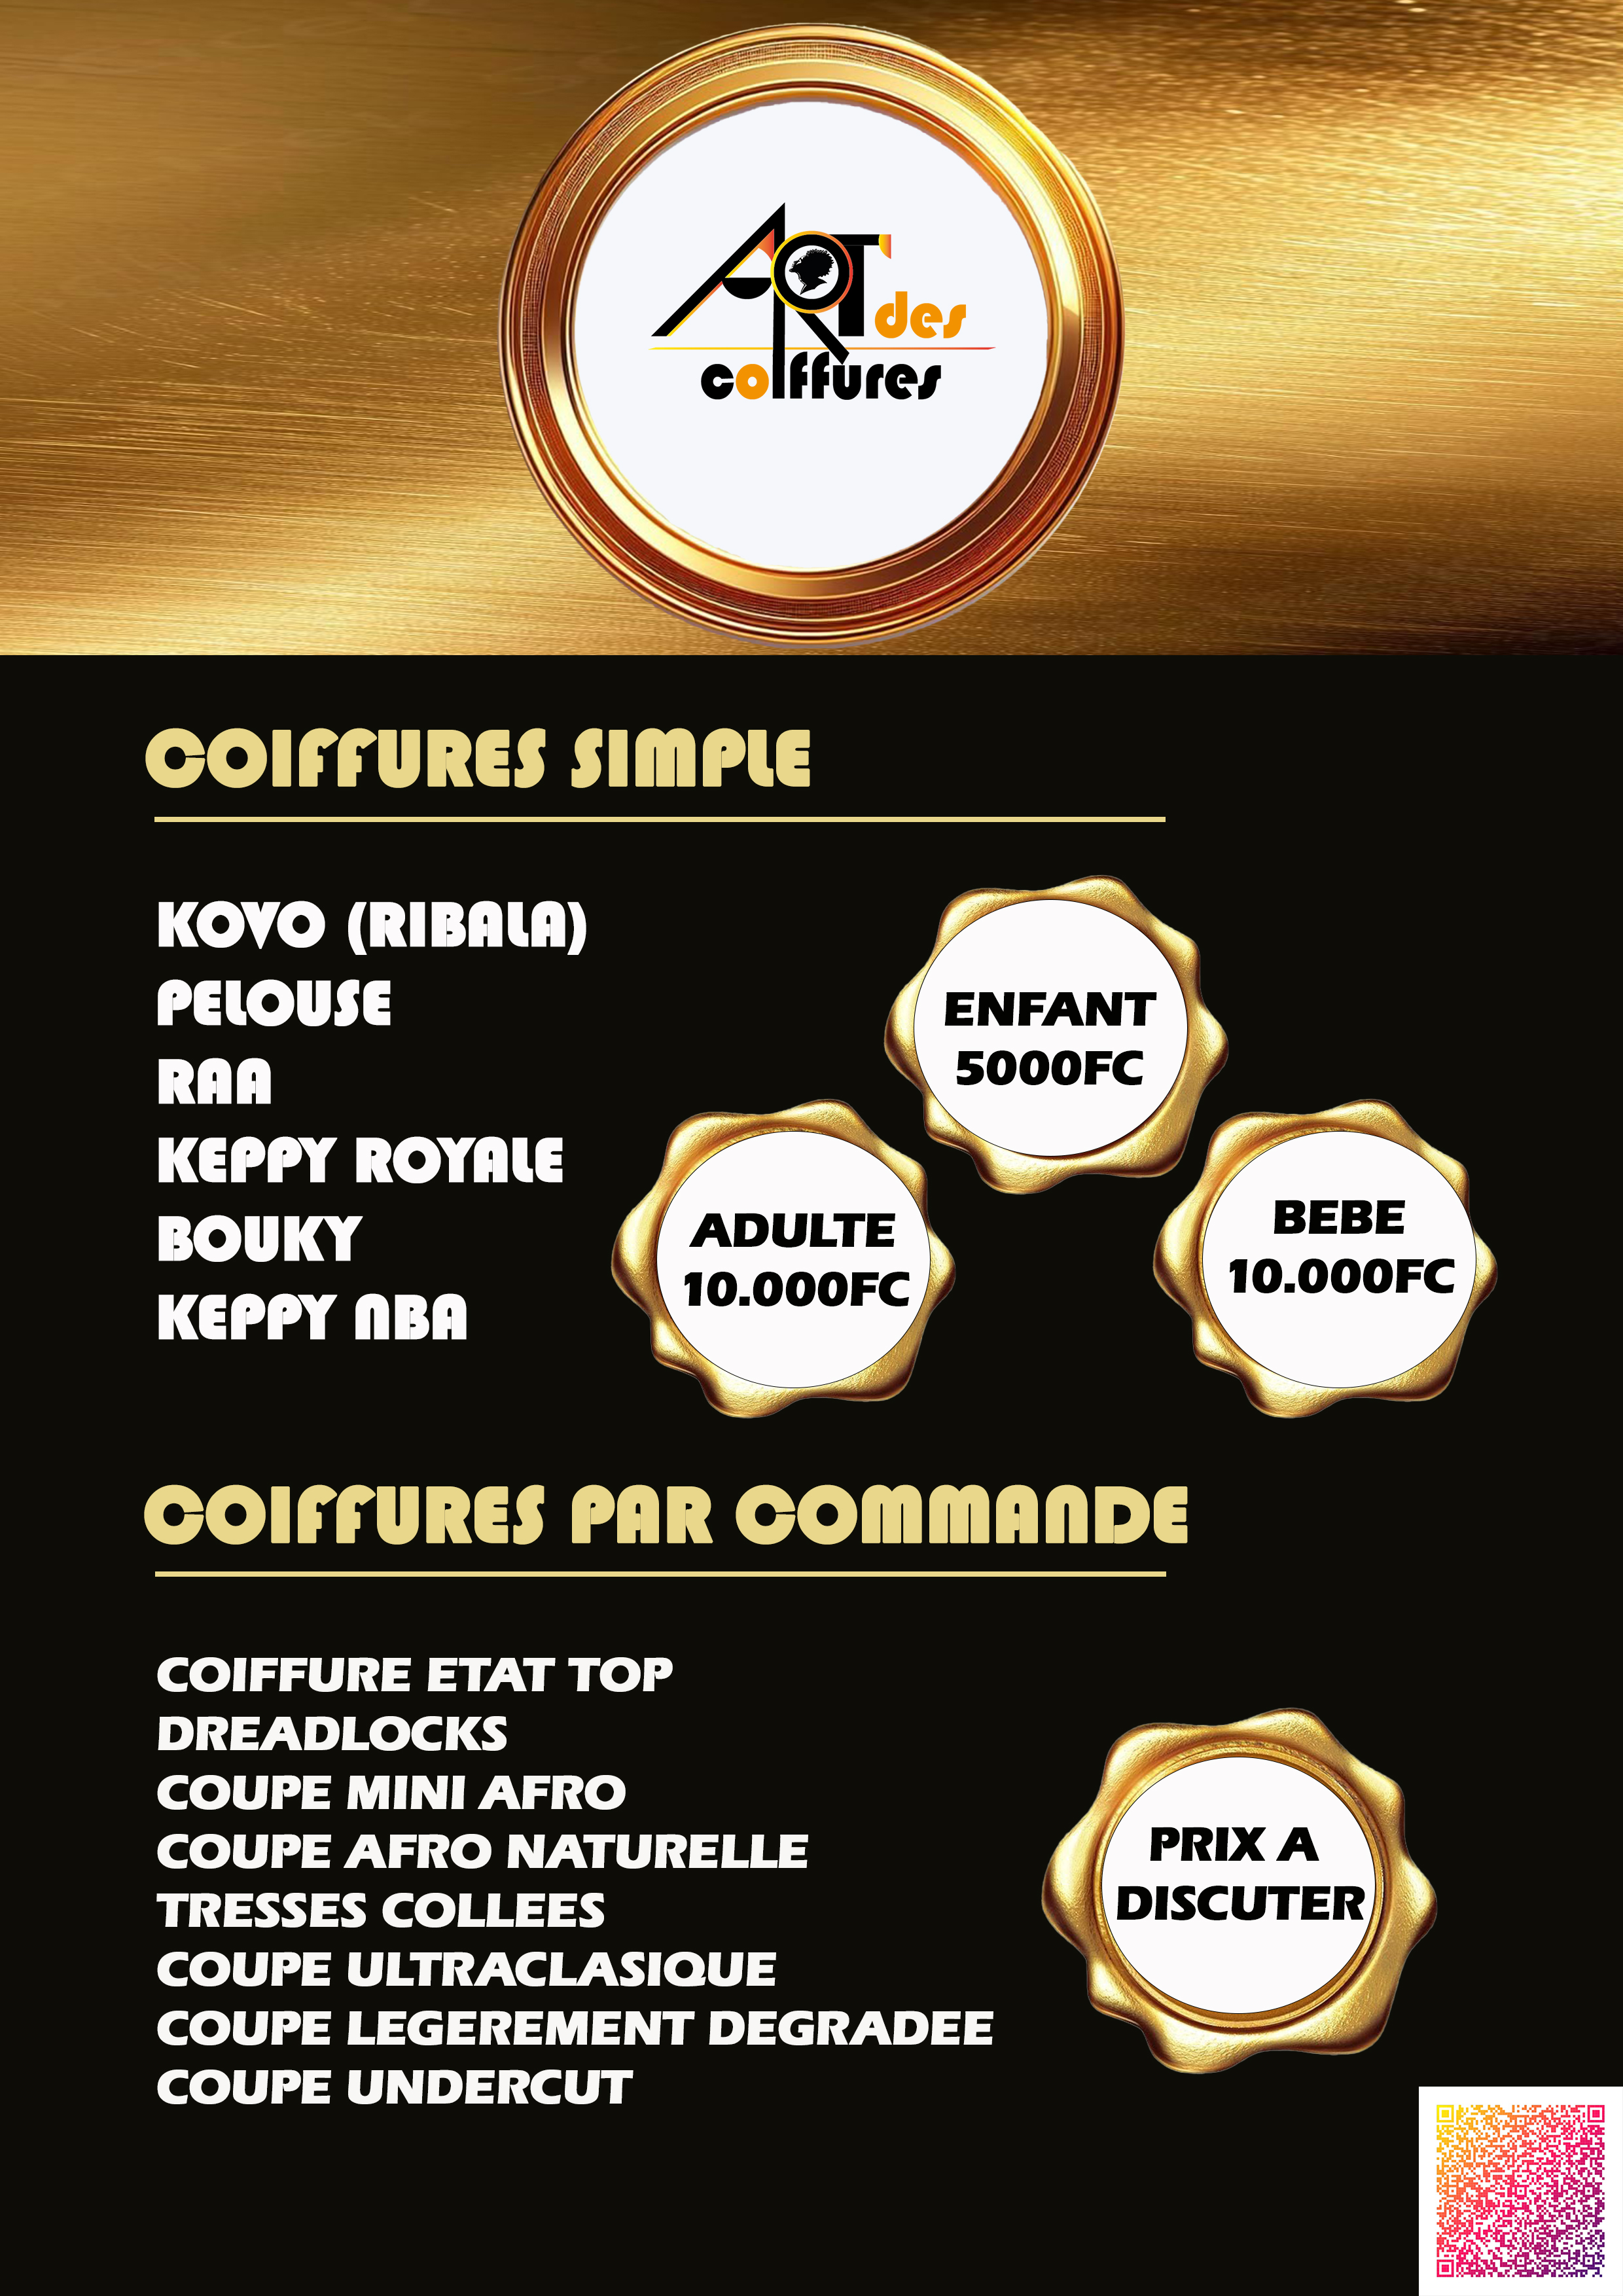 ART des
coiffures
COIFFURES SIMPLE
KOVO (RIBALA)
PELOUSE
RAA
KEPPY ROYALE
BOUKY
KEPPY NBA
ENFANT
5000FC
ADULTE
10.000FC
BEBE
10.000FC
COIFFURES PAR COMMANDE
COIFFURE ETAT TOP
DREADLOCKS
COUPE MINI AFRO
COUPE AFRO NATURELLE
TRESSES COLLEES
COUPE ULTRACLASIQUE
COUPE LEGEREMENT DEGRADEE
COUPE UNDERCUT
PRIX A
DISCUTER